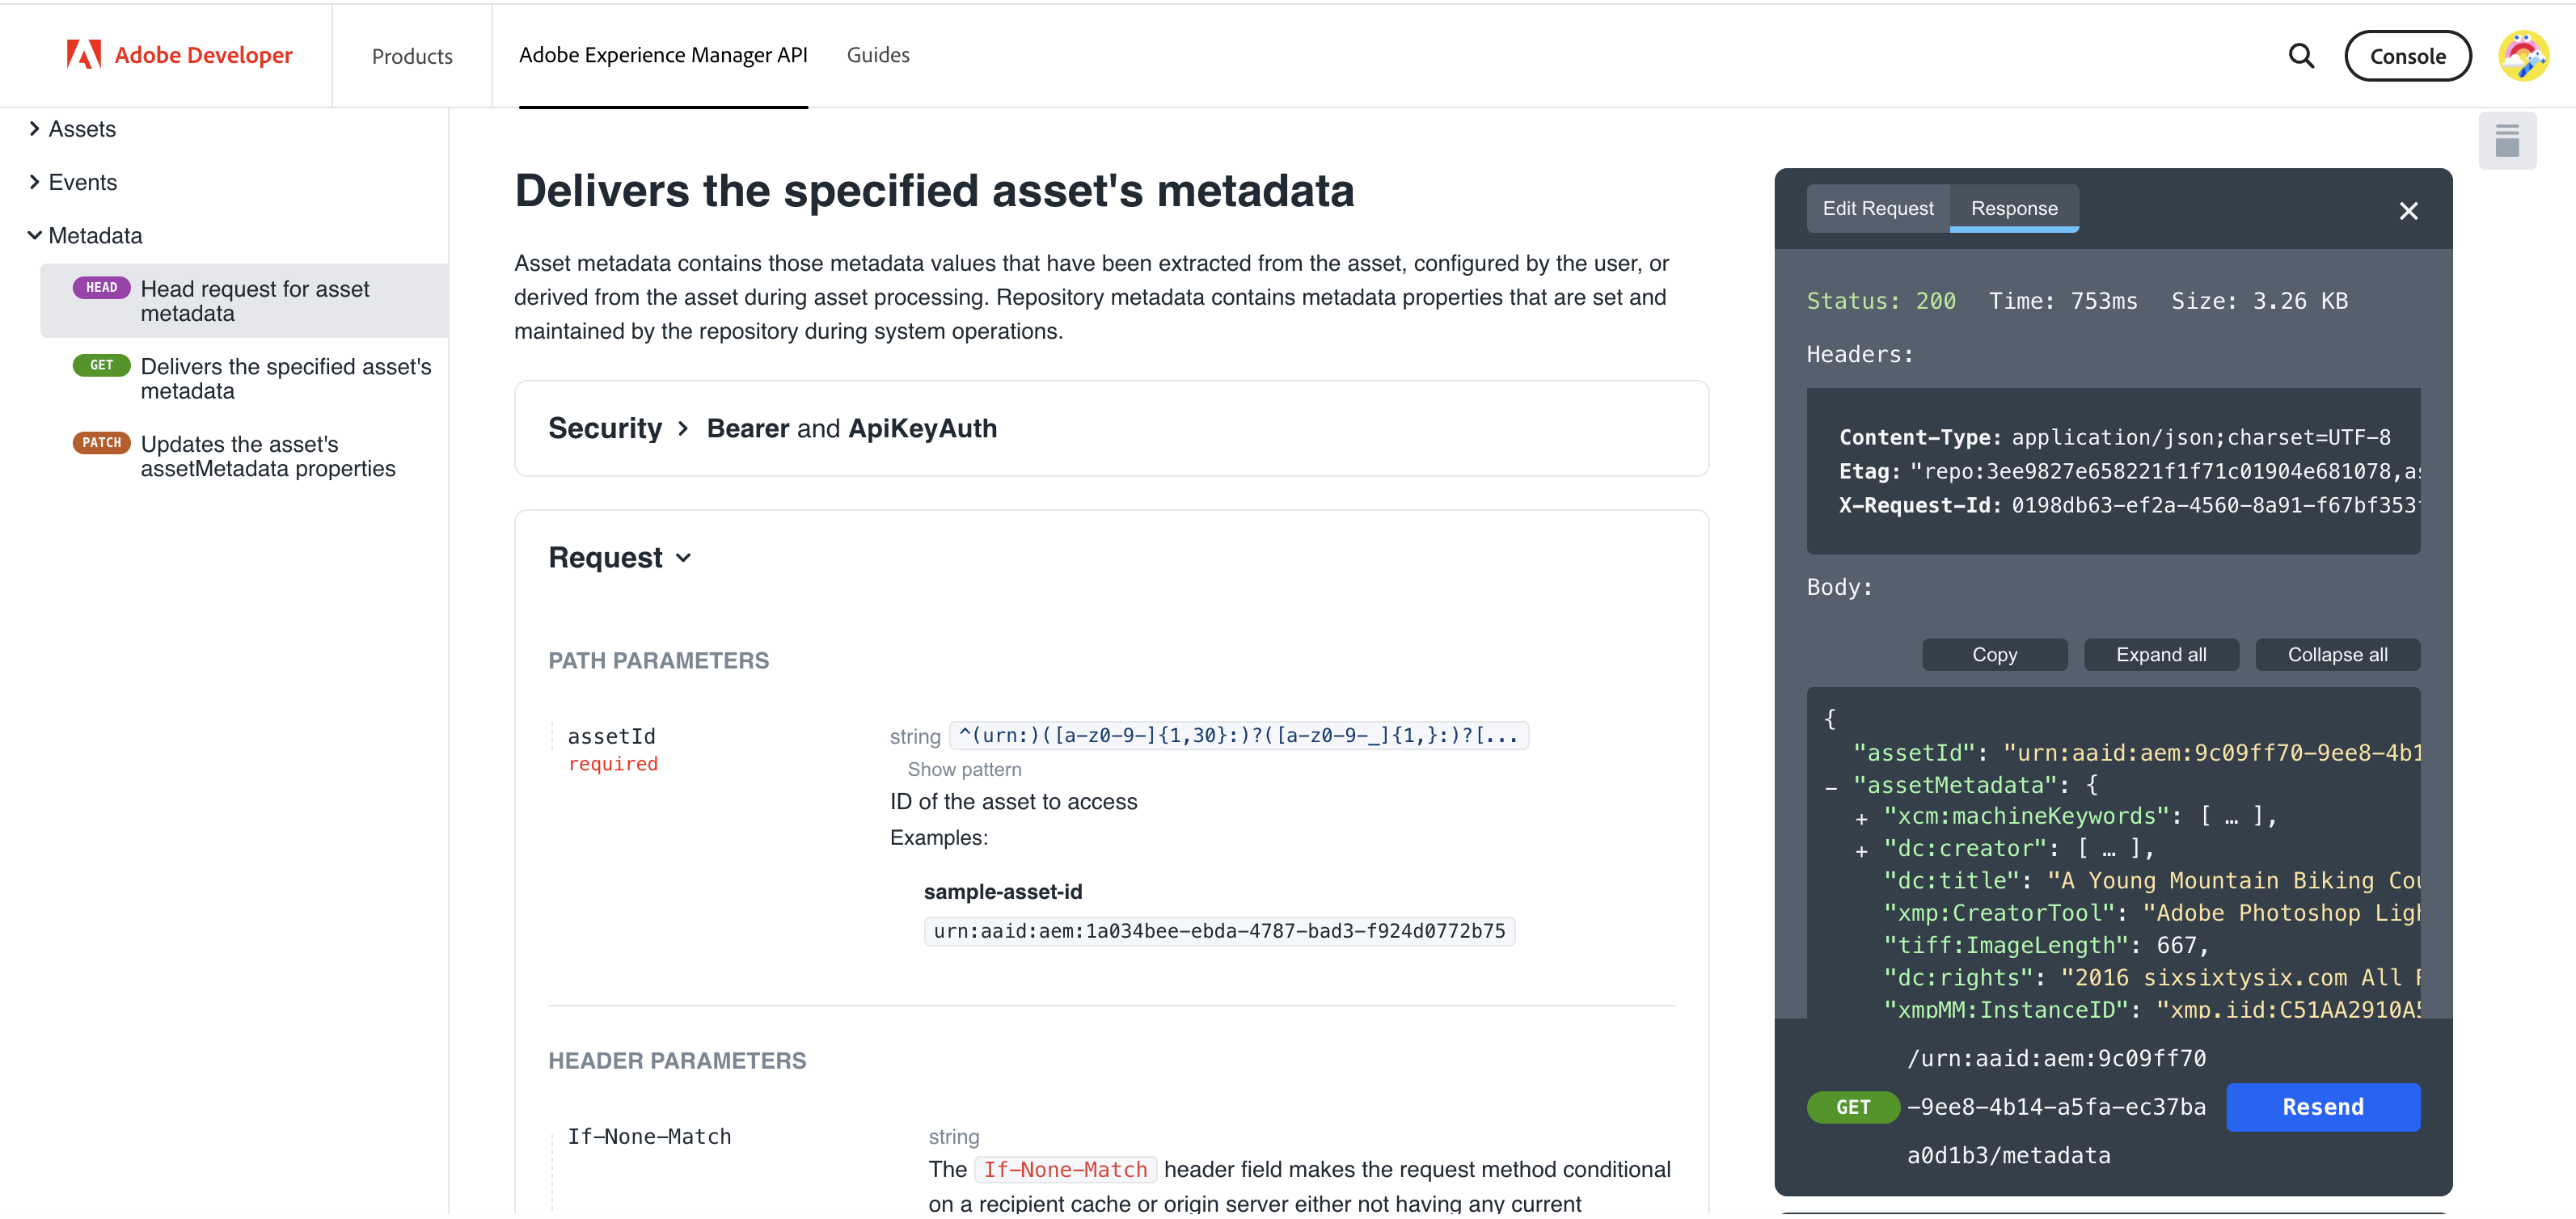 Adobe Developer
Products
Adobe Experience Manager API
Guides
Console
Assets
Events
Metadata
HEAD Head request for asset
metadata
GET Delivers the specified asset's
metadata
PATCH Updates the asset's
assetMetadata properties
Delivers the specified asset's metadata
Asset metadata contains those metadata values that have been extracted from the asset, configured by the user, or
derived from the asset during asset processing. Repository metadata contains metadata properties that are set and
maintained by the repository during system operations.
Security > Bearer and ApiKeyAuth
Request
PATH PARAMETERS
assetId
required
string ^(urn:)([a-z0-9-]{1,30}:)?([a-z0-9-_]{1,}:)?[...
Show pattern
ID of the asset to access
Examples:
sample-asset-id
urn:aaid:aem:1a034bee-ebda-4787-bad3-f924d0772b75
HEADER PARAMETERS
If-None-Match
string
The If-None-Match header field makes the request method conditional
on a recipient cache or origin server either not having any current
Edit Request
Response
Status: 200 Time: 753ms Size: 3.26 KB
Headers:
Content-Type: application/json;charset=UTF-8
Etag: "repo:3ee9827e658221f1f71c01904e681078,as
X-Request-Id: 0198db63-ef2a-4560-8a91-f67bf353
Body:
Copy
Expand all
Collapse all
{
"assetId": "urn:aaid:aem:9c09ff70-9ee8-4b1
- "assetMetadata": {
+ "xcm:machineKeywords": [ … ],
+ "dc:creator": [ … ],
"dc:title": "A Young Mountain Biking Cou
"xmp:CreatorTool": "Adobe Photoshop Ligh
"tiff:ImageLength": 667,
"dc:rights": "2016 sixsixtysix.com All R
"xmpMM:InstanceID": "xmp.iid:C51AA2910A5
/urn:aaid:aem:9c09ff70
GET -9ee8-4b14-a5fa-ec37ba
a0d1b3/metadata
Resend